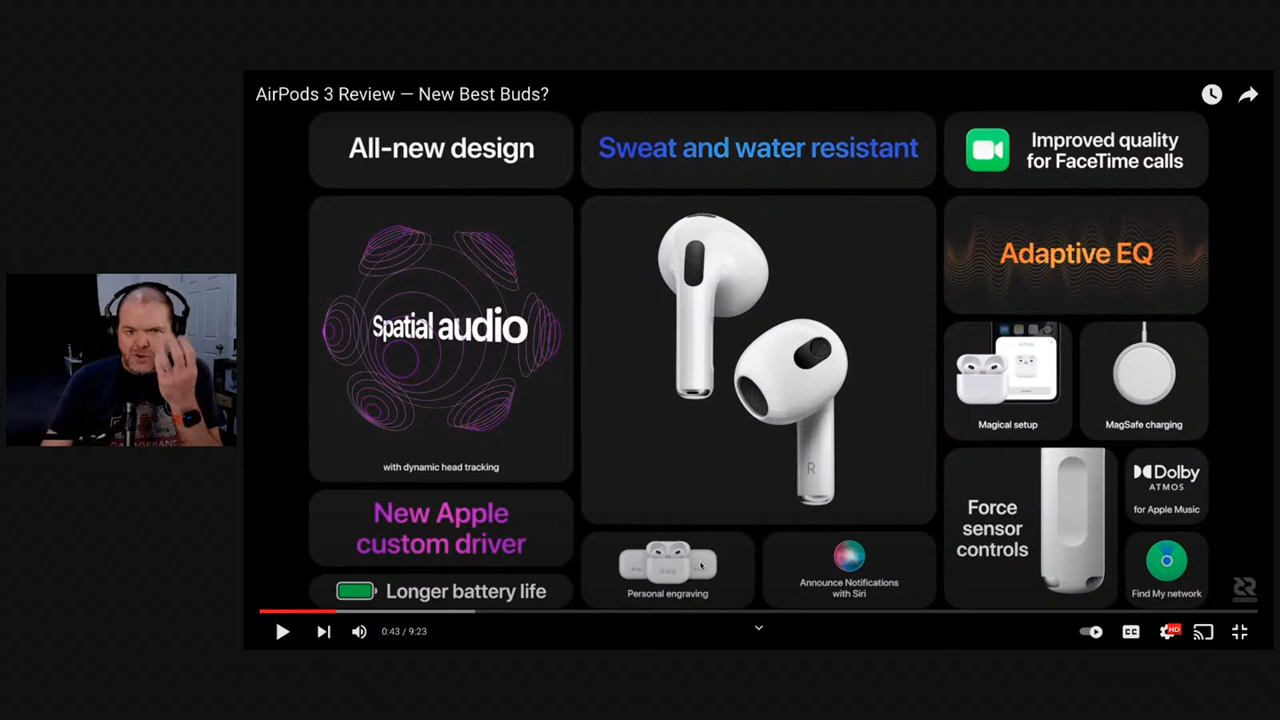 AirPods 3 Review — New Best Buds?
All-new design
Sweat and water resistant
Improved quality
for FaceTime calls
Spatial audio
with dynamic head tracking
Adaptive EQ
Magical setup
MagSafe charging
R
New Apple
custom driver
Longer battery life
Personal engraving
Announce Notifications
with Siri
Force
sensor
controls
Dolby
ATMOS
for Apple Music
Find My network
0:43 / 9:23
CC
HD